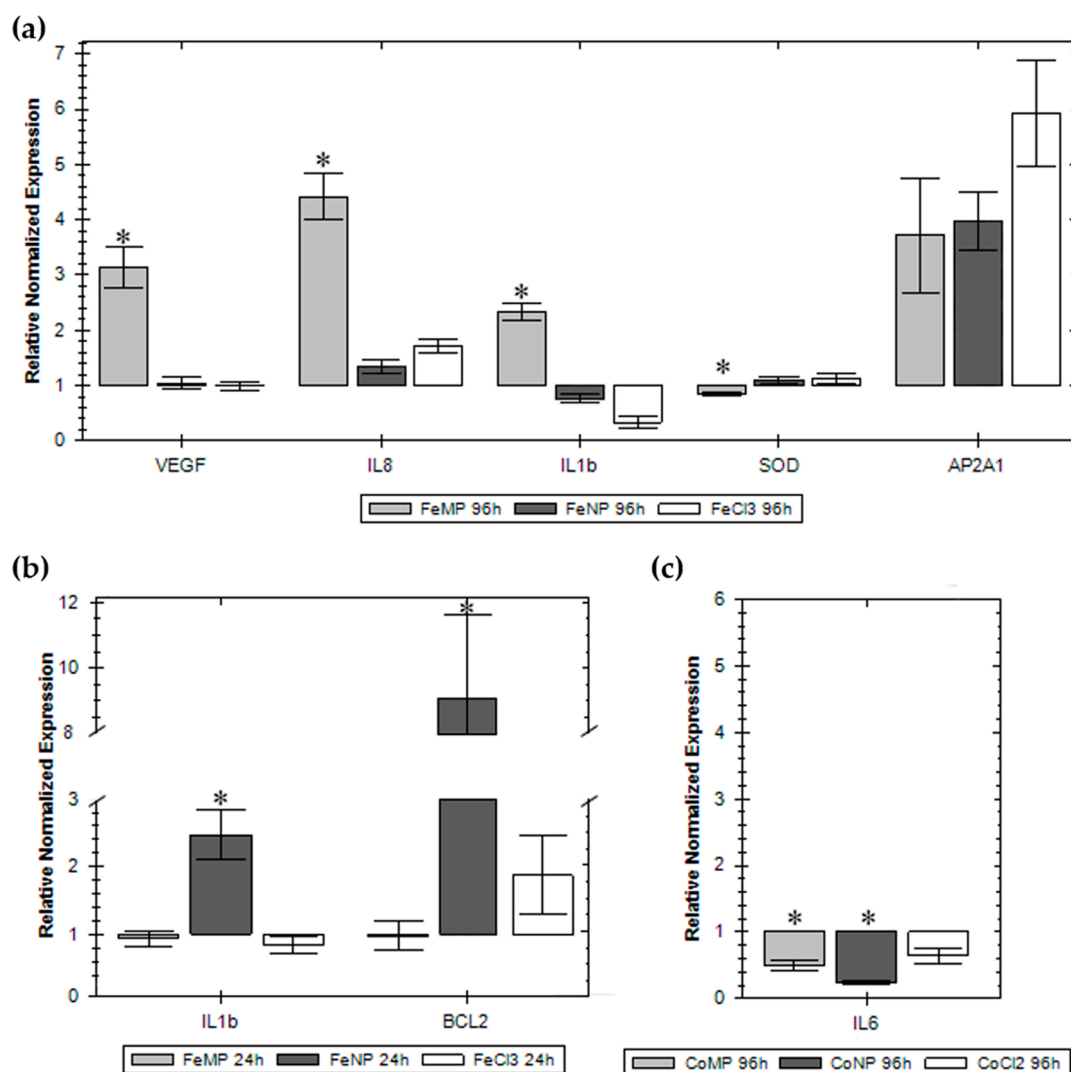 (a)
Relative Normalized Expression
7
6
5
4
3
2
1
0
*
*
*
*
VEGF IL8 IL1b SOD AP2A1
FeMP 96h FeNP 96h FeCl3 96h
(b)
Relative Normalized Expression
12
10
8
3
2
1
0
*
*
IL1b BCL2
FeMP 24h FeNP 24h FeCl3 24h
(c)
Relative Normalized Expression
6
5
4
3
2
1
0
* *
IL6
CoMP 96h CoNP 96h CoCl2 96h